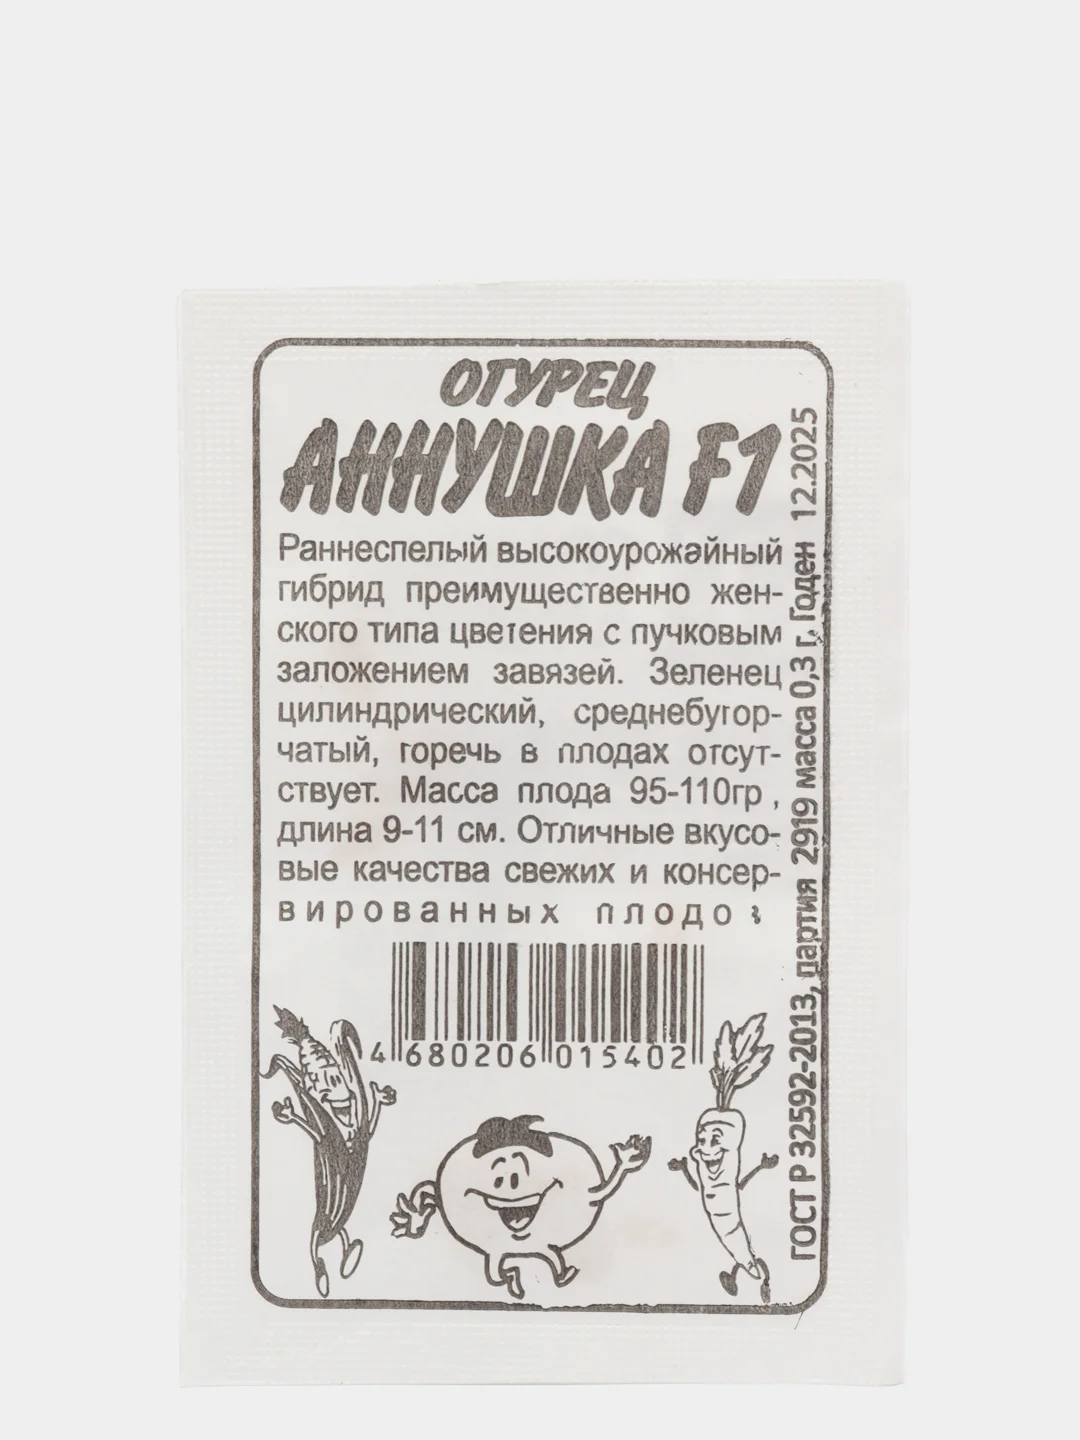 ОГУРЕЦ
АННУШКА F1
Раннеспелый высокоурожайный
гибрид преимущественно жен-
ского типа цветения с пучковым
заложением завязей. Зеленец
цилиндрический, среднебугор-
чатый, горечь в плодах отсут-
ствует. Масса плода 95-110гр ,
длина 9-11 см. Отличные вкусо-
вые качества свежих и консер-
вированных плодов
4 680206 015402
ГОСТ Р 32592-2013, партия 2919 масса 0,3 г. Годен 12.2025